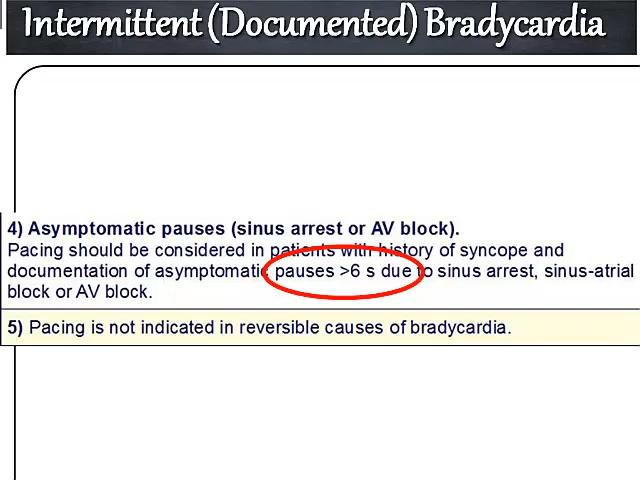 Intermittent (Documented) Bradycardia
4) Asymptomatic pauses (sinus arrest or AV block).
Pacing should be considered in patients with history of syncope and
documentation of asymptomatic pauses >6 s due to sinus arrest, sinus-atrial
block or AV block.
5) Pacing is not indicated in reversible causes of bradycardia.